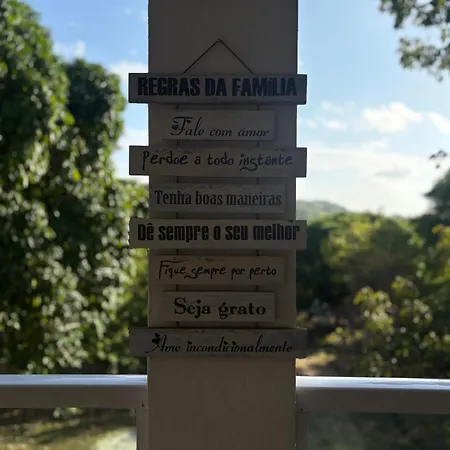 REGRAS DA FAMíLIA
Fale com amor
Perdoe a todo instante
Tenha boas maneiras
Dê sempre o seu melhor
Fique sempre por perto
Seja grato
Ame incondicionalmente